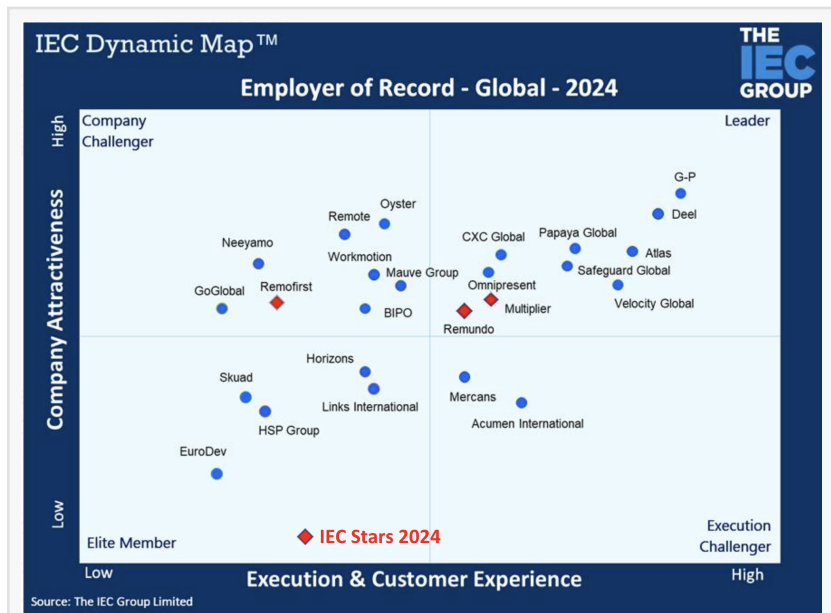 IEC Dynamic Map™
THE
IEC
GROUP
Employer of Record - Global - 2024
High
Company
Challenger
Leader
G-P
Deel
Oyster
Remote
CXC Global
Papaya Global
Neeyamo
Atlas
Workmotion
Mauve Group
Safeguard Global
Omnipresent
Remofirst
GoGlobal
Velocity Global
Multiplier
BIPO
Remundo
Company Attractiveness
Horizons
Skuad
Mercans
Links International
Acumen International
HSP Group
EuroDev
Low
IEC Stars 2024
Elite Member
Execution
Challenger
Low
Execution & Customer Experience
High
Source: The IEC Group Limited